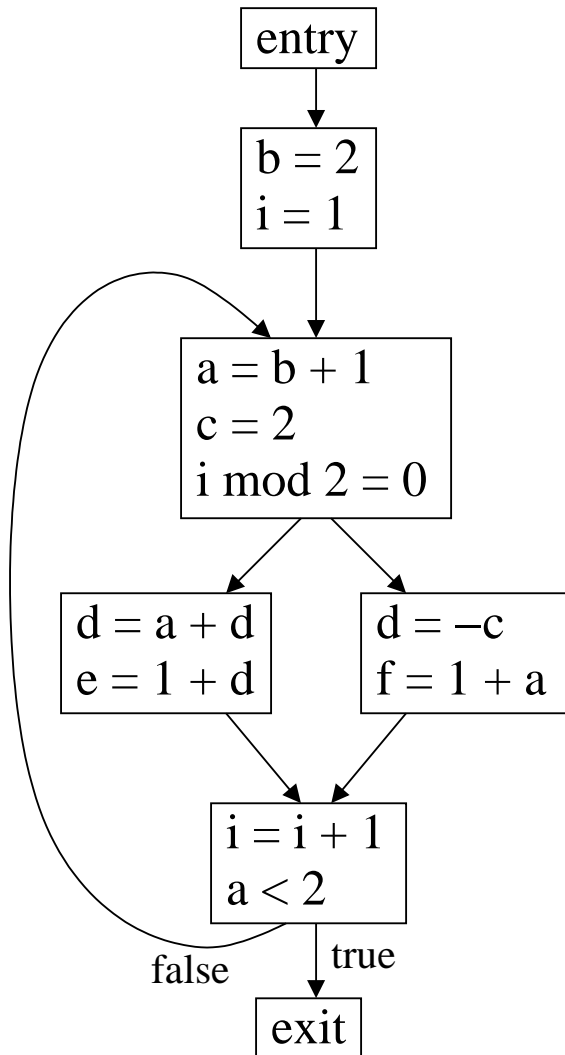 entry
b = 2
i = 1
a = b + 1
c = 2
i mod 2 = 0
d = a + d
e = 1 + d
d = −c
f = 1 + a
i = i + 1
a < 2
false
true
exit